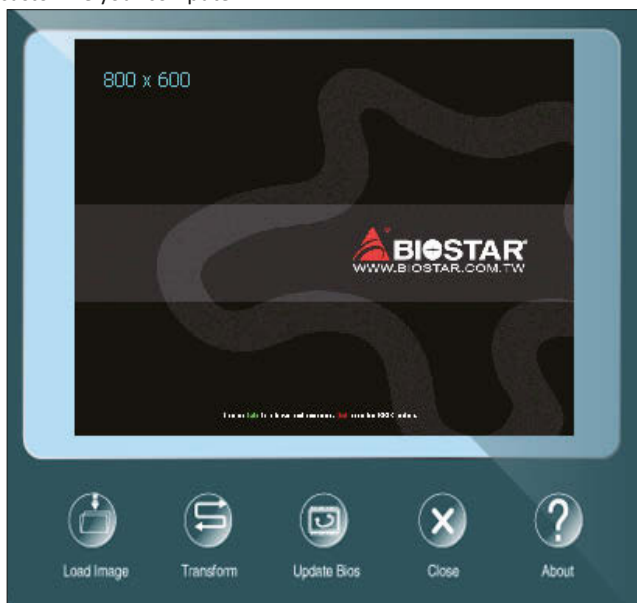 800 x 600
BIOSTAR
WWW.BIOSTAR.COM.TW
Load Image
Transform
Update Bios
Close
About